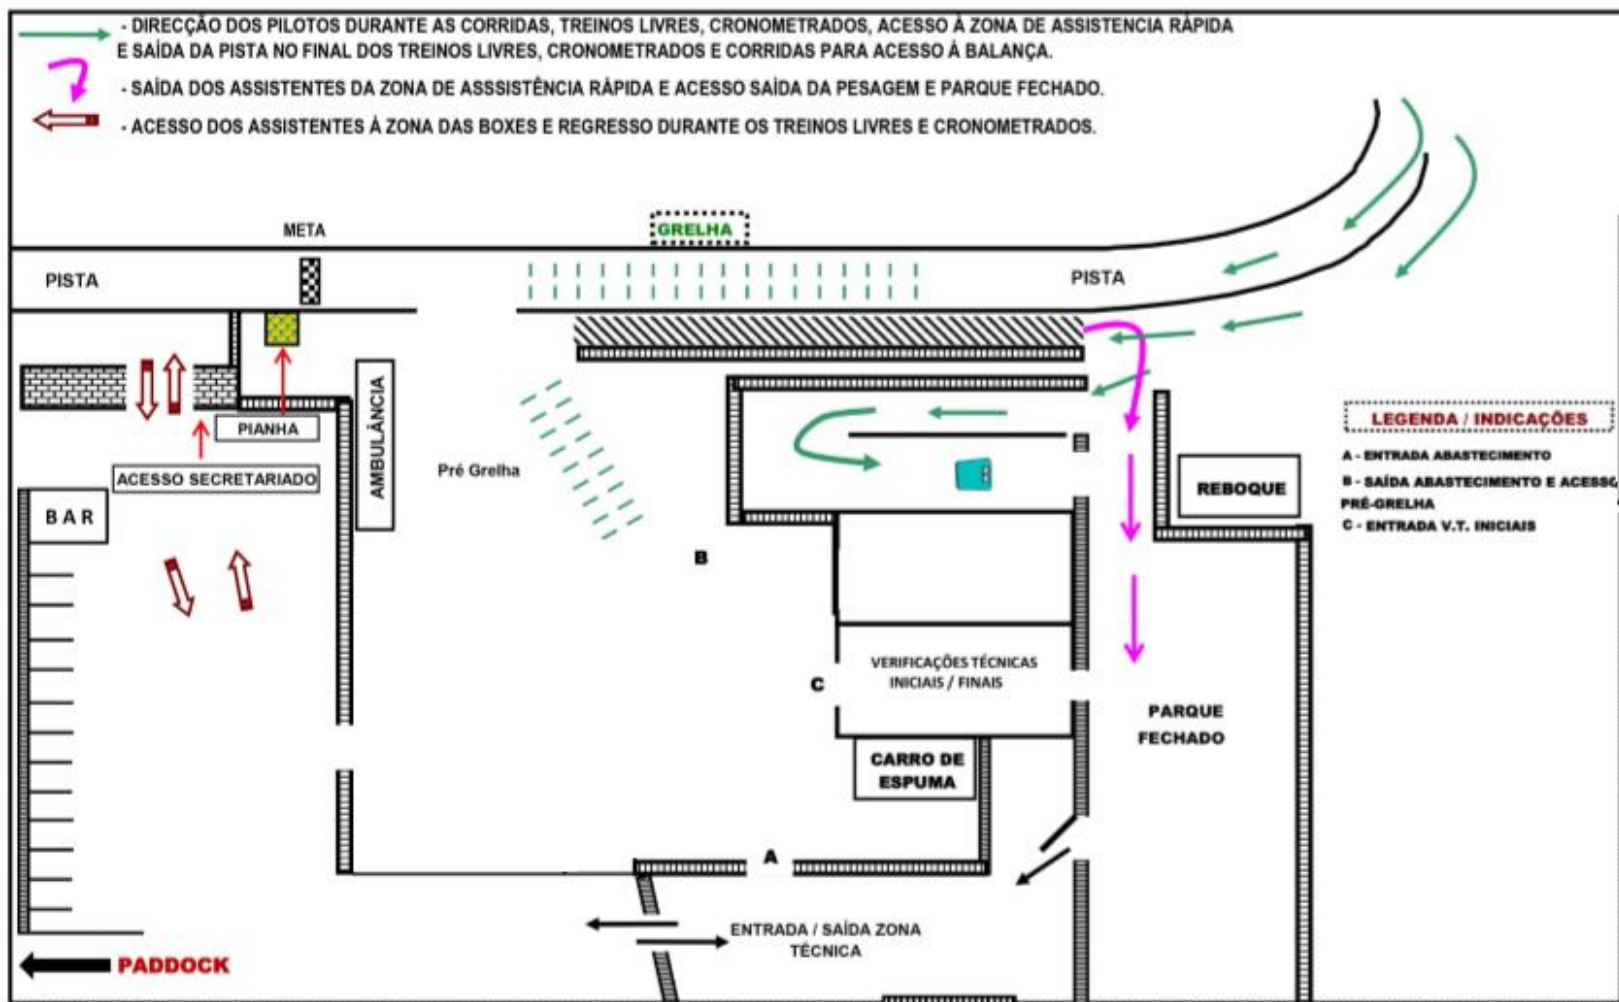 - DIRECÇÃO DOS PILOTOS DURANTE AS CORRIDAS, TREINOS LIVRES, CRONOMETRADOS, ACESSO À ZONA DE ASSISTENCIA RÀPIDA
E SAÍDA DA PISTA NO FINAL DOS TREINOS LIVRES, CRONOMETRADOS E CORRIDAS PARA ACESSO À BALANÇA.
- SAÍDA DOS ASSISTENTES DA ZONA DE ASSSISTÊNCIA RÀPIDA E ACESSO SAÍDA DA PESAGEM E PARQUE FECHADO.
- ACESSO DOS ASSISTENTES À ZONA DAS BOXES E REGRESSO DURANTE OS TREINOS LIVRES E CRONOMETRADOS.
META
GRELHA
PISTA
PISTA
AMBULÂNCIA
PIANHA
ACESSO SECRETARIADO
Pré Grelha
BAR
LEGENDA / INDICAÇÕES
A - ENTRADA ABASTECIMENTO
B - SAÍDA ABASTECIMENTO E ACESSO
PRÉ-GRELHA
C - ENTRADA V.T. INICIAIS
REBOQUE
B
VERIFICAÇÕES TÉCNICAS
INICIAIS / FINAIS
C
PARQUE
FECHADO
CARRO DE
ESPUMA
A
ENTRADA / SAÍDA ZONA
TÉCNICA
PADDOCK